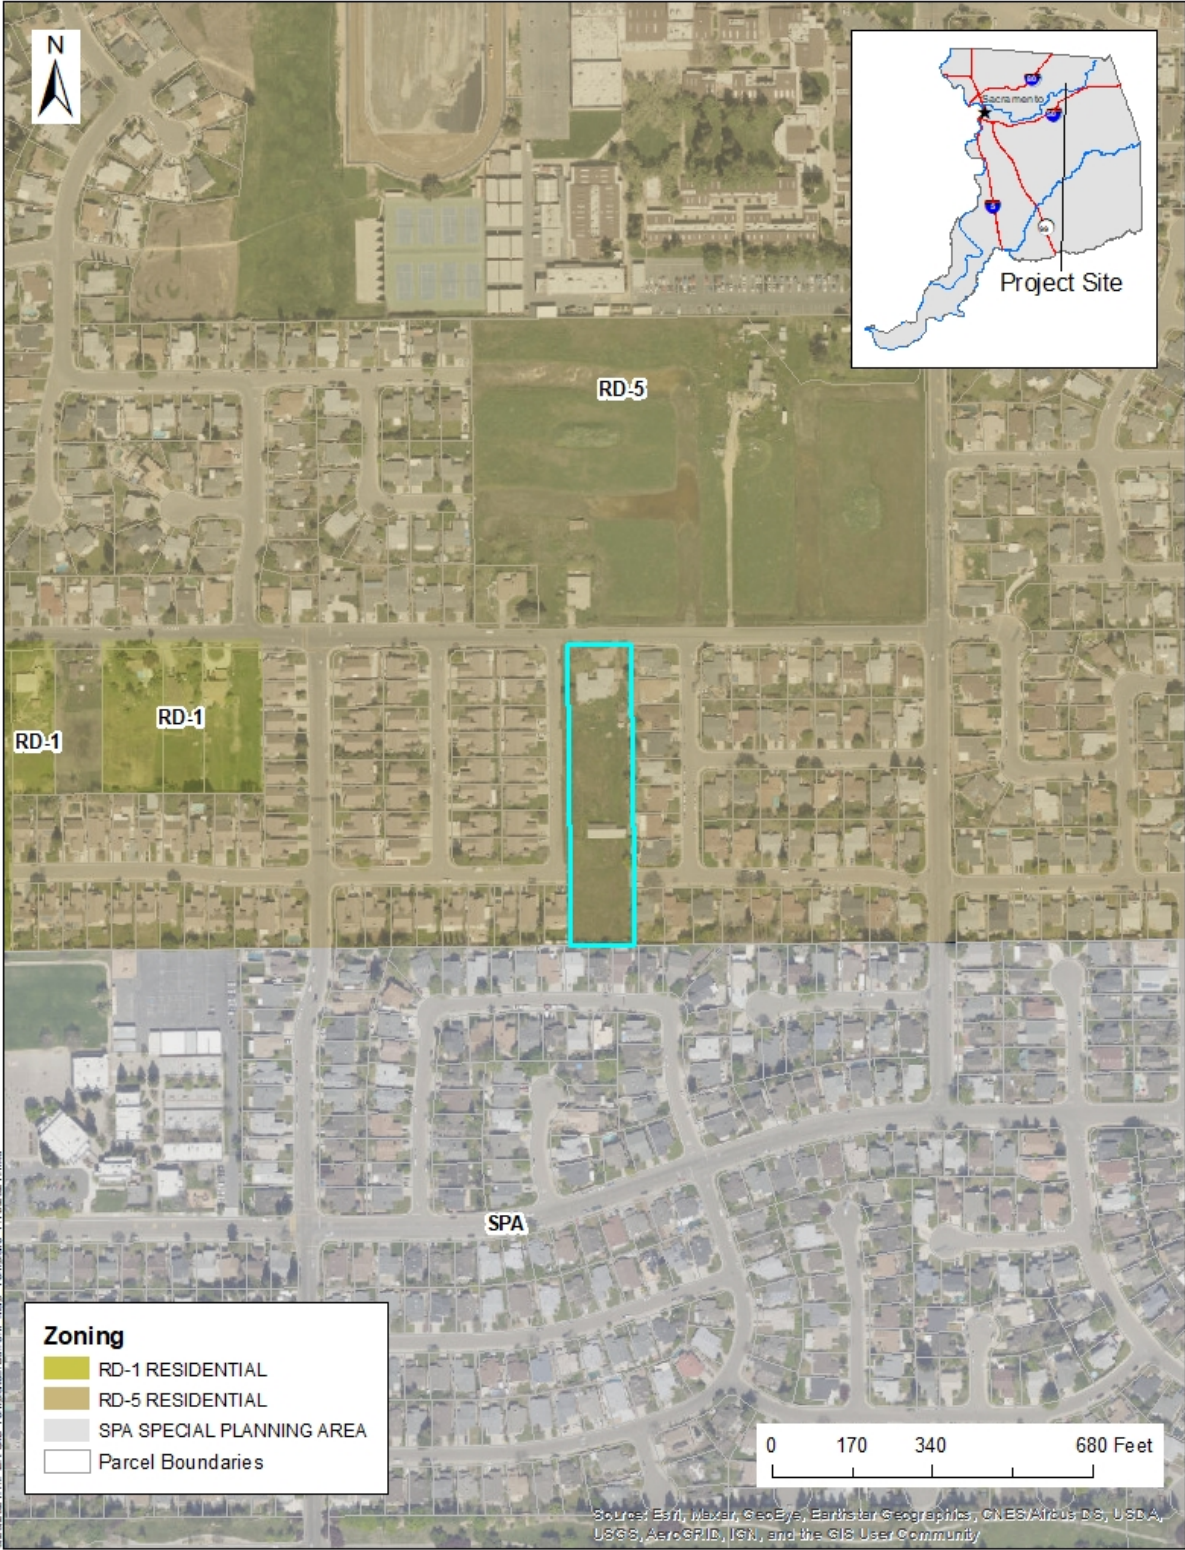 N
Sacramento
Project Site
RD-5
RD-1
RD-1
SPA
Zoning
RD-1 RESIDENTIAL
RD-5 RESIDENTIAL
SPA SPECIAL PLANNING AREA
Parcel Boundaries
0 170 340 680 Feet
Source: Esri, Maxar, GeoEye, Earthstar Geographics, CNES/Airbus DS, USDA,
USGS, AeroGRID, IGN, and the GIS User Community